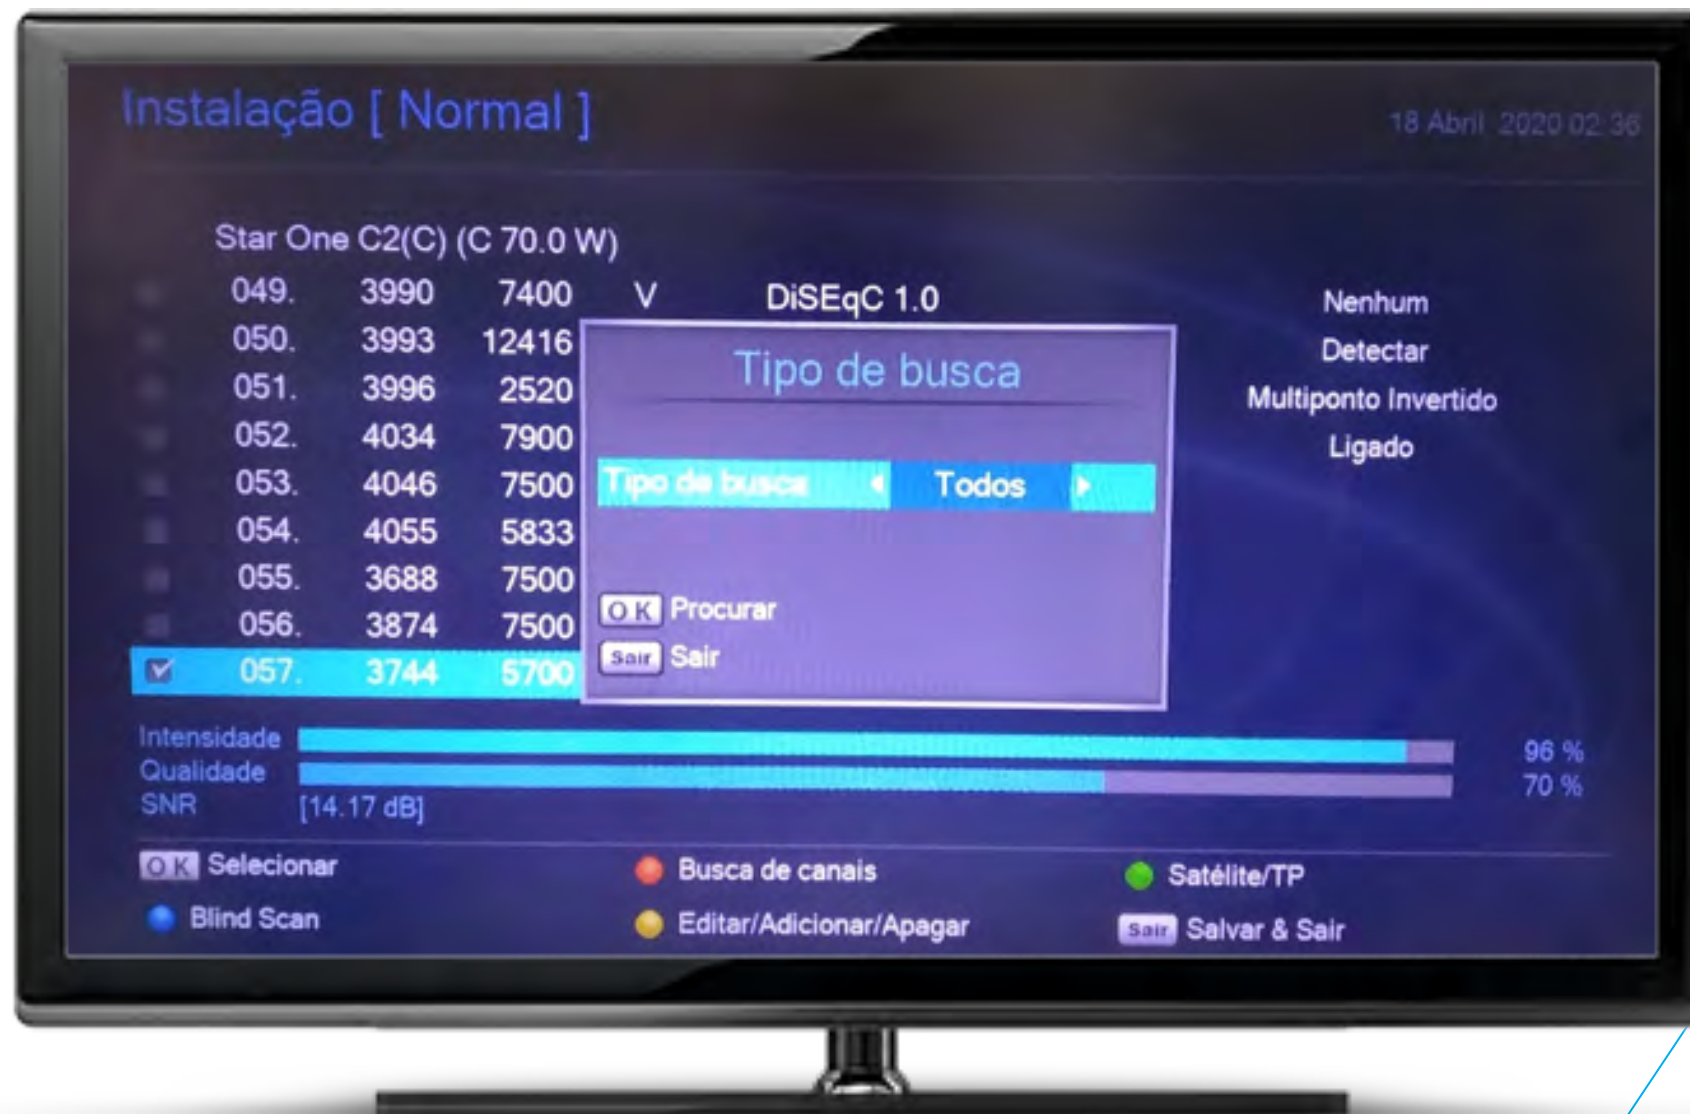 Instalação [ Normal ]
18 Abril 2020 02:36
Star One C2(C) (C 70.0 W)
049. 3990 7400 V DiSEqC 1.0 Nenhum
050. 3993 12416 Detectar
051. 3996 2520 Multiponto Invertido
052. 4034 7900 Ligado
053. 4046 7500
054. 4055 5833
055. 3688 7500
056. 3874 7500
057. 3744 5700
Tipo de busca
Tipo de busca Todos
OK Procurar
Sair Sair
Intensidade 96 %
Qualidade 70 %
SNR [14.17 dB]
OK Selecionar Busca de canais Satélite/TP
Blind Scan Editar/Adicionar/Apagar Sair Salvar & Sair